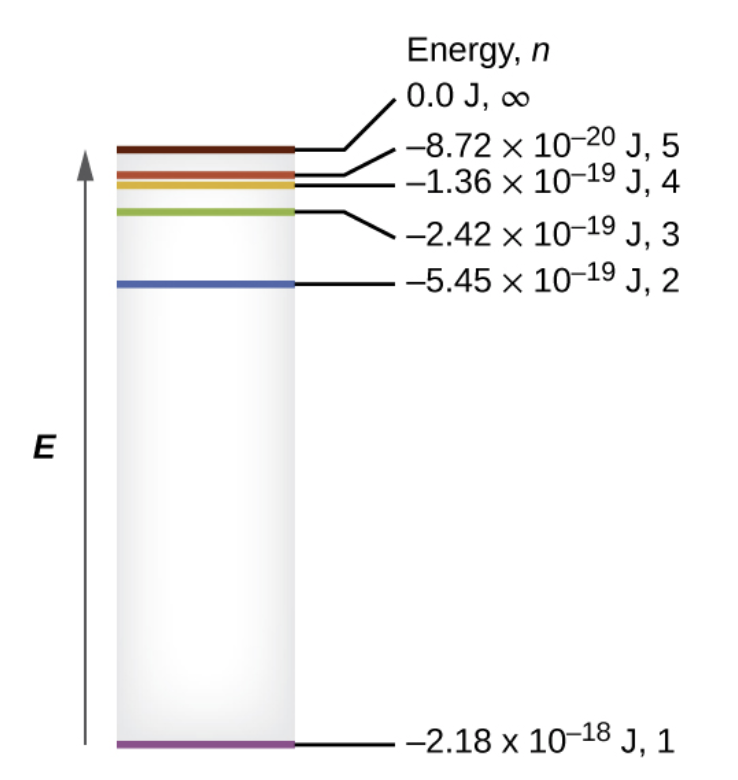 Energy, n
0.0 J, ∞
–8.72 × 10⁻²⁰ J, 5
–1.36 × 10⁻¹⁹ J, 4
–2.42 × 10⁻¹⁹ J, 3
–5.45 × 10⁻¹⁹ J, 2
E
–2.18 x 10⁻¹⁸ J, 1